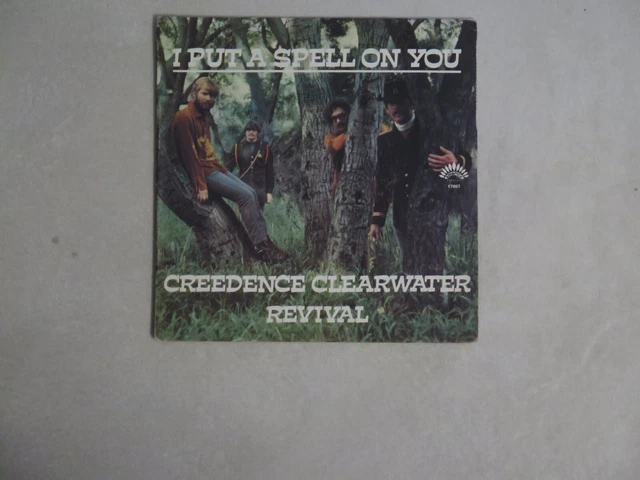 I PUT A SPELL ON YOU
CREEDENCE CLEARWATER
REVIVAL